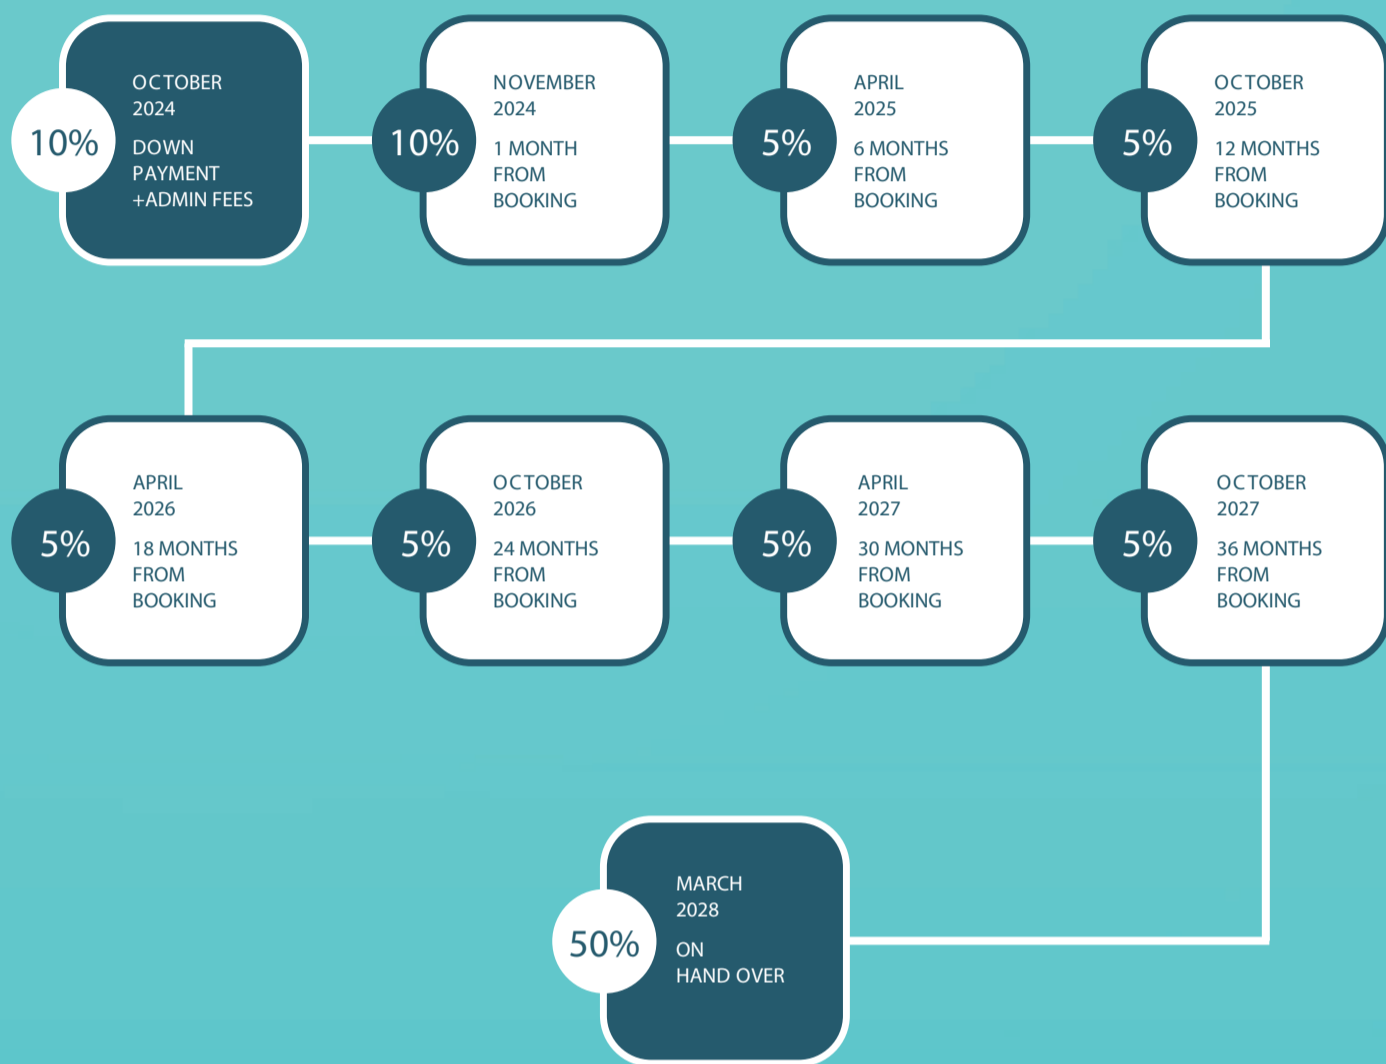 10%
OCTOBER
2024
DOWN
PAYMENT
+ADMIN FEES
10%
NOVEMBER
2024
1 MONTH
FROM
BOOKING
5%
APRIL
2025
6 MONTHS
FROM
BOOKING
5%
OCTOBER
2025
12 MONTHS
FROM
BOOKING
5%
APRIL
2026
18 MONTHS
FROM
BOOKING
5%
OCTOBER
2026
24 MONTHS
FROM
BOOKING
5%
APRIL
2027
30 MONTHS
FROM
BOOKING
5%
OCTOBER
2027
36 MONTHS
FROM
BOOKING
50%
MARCH
2028
ON
HAND OVER